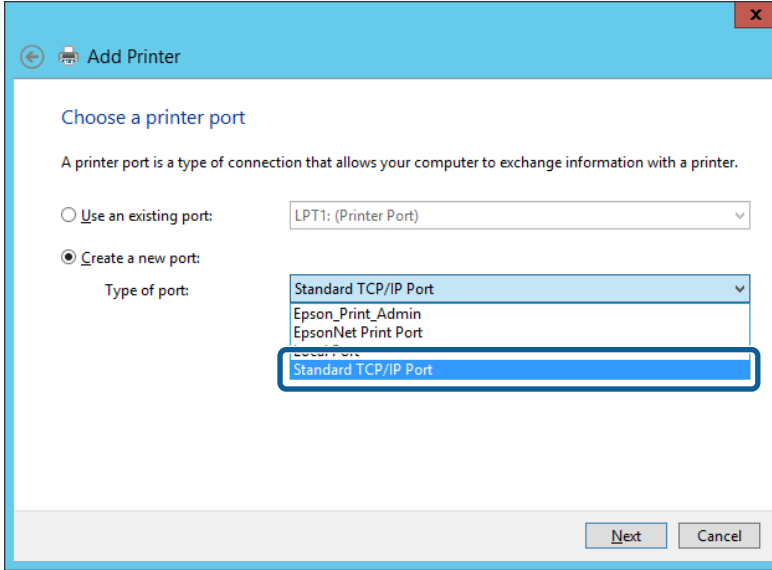 x
Add Printer
Choose a printer port
A printer port is a type of connection that allows your computer to exchange information with a printer.
Use an existing port:
LPT1: (Printer Port)
Create a new port:
Type of port:
Standard TCP/IP Port
Epson_Print_Admin
EpsonNet Print Port
Local Port
Standard TCP/IP Port
Next
Cancel